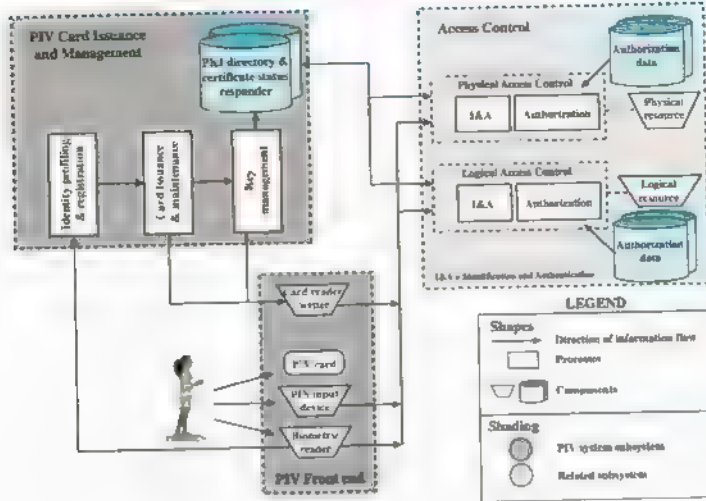 PIV Card Issuance
and Management
PKI directory &
certificate status
responder
Identity profiling
& registration
Card Issuance
& maintenance
Key
management
Access Control
Authorization
data
Physical Access Control
I&A
Authorization
Physical
resource
Logical Access Control
I&A
Authorization
Logical
resource
Authorization
data
I&A = Identification and Authentication
Card reader
writer
PIV card
PIN input
device
Biometric
reader
PIV Front end
LEGEND
Shapes
Direction of information flow
Processes
Components
Shading
PIV system subsystem
Related subsystem